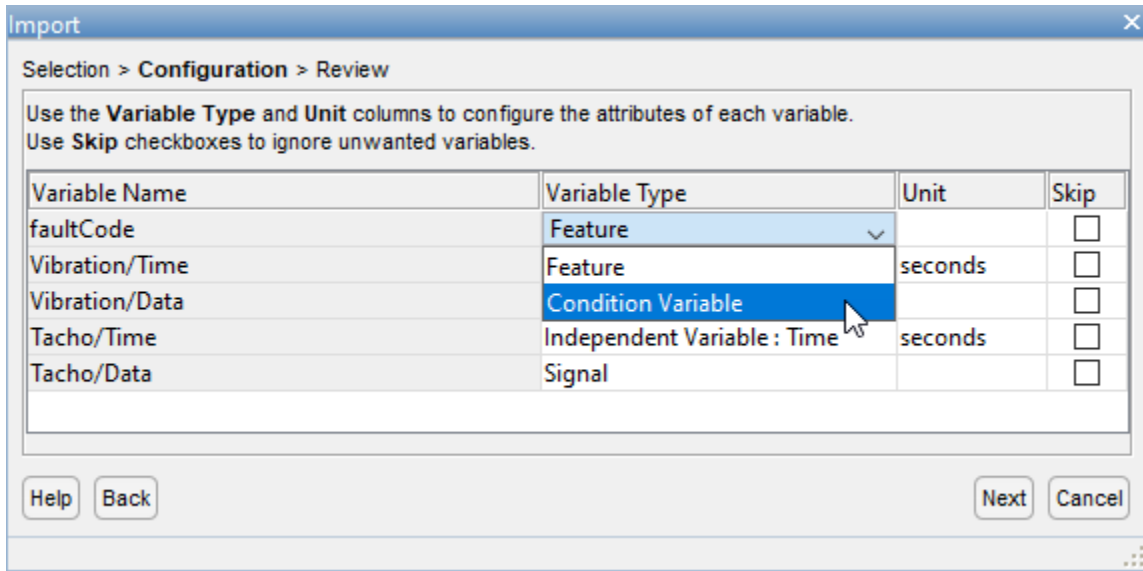 Import
Selection > Configuration > Review
Use the Variable Type and Unit columns to configure the attributes of each variable.
Use Skip checkboxes to ignore unwanted variables.
Variable Name Variable Type Unit Skip
faultCode Feature
Vibration/Time Feature seconds
Vibration/Data Condition Variable
Tacho/Time Independent Variable : Time seconds
Tacho/Data Signal
Help Back Next Cancel